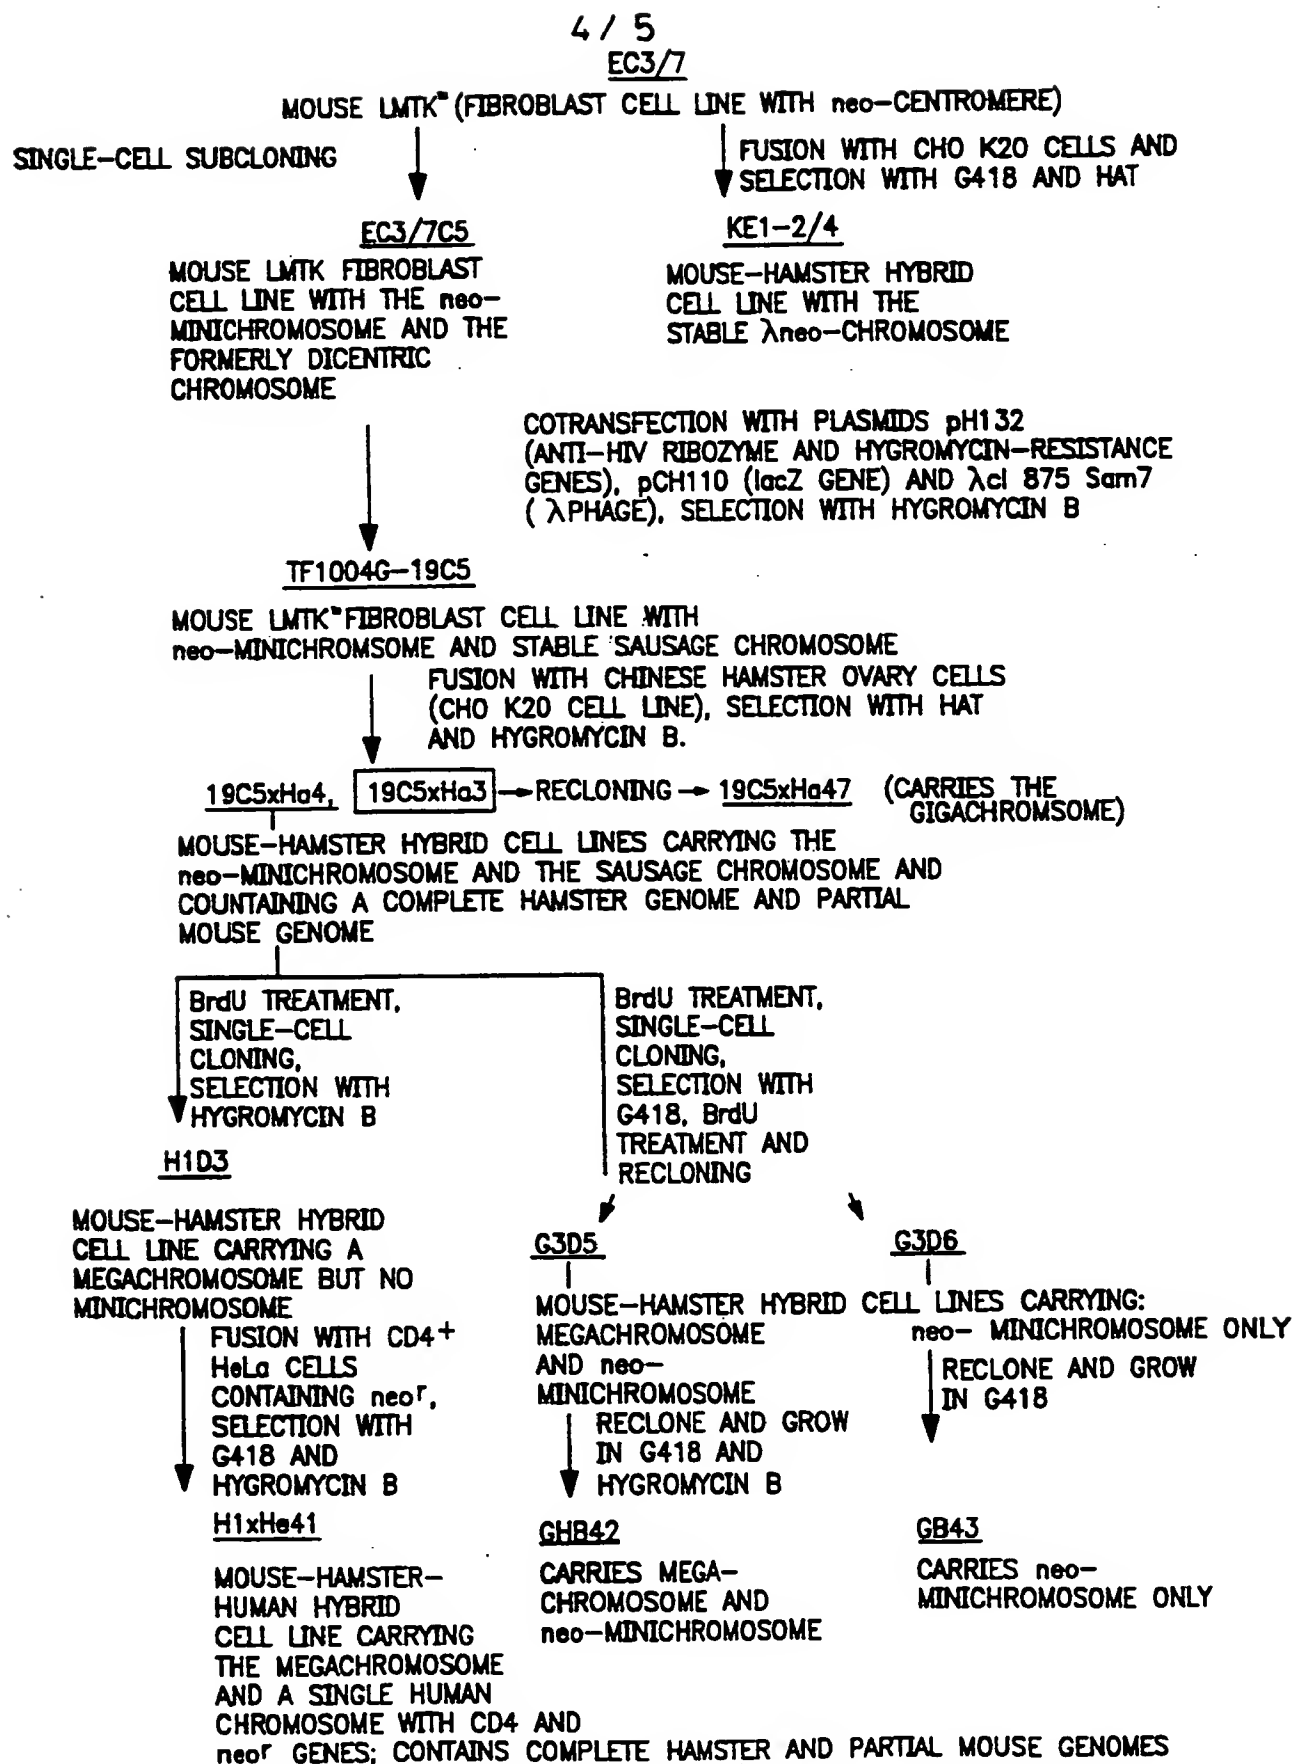 4 / 5
EC3/7
MOUSE LMTK⁻ (FIBROBLAST CELL LINE WITH neo-CENTROMERE)
SINGLE-CELL SUBCLONING
FUSION WITH CHO K20 CELLS AND
SELECTION WITH G418 AND HAT
EC3/7C5
MOUSE LMTK FIBROBLAST
CELL LINE WITH THE neo-
MINICHROMOSOME AND THE
FORMERLY DICENTRIC
CHROMOSOME
KE1-2/4
MOUSE-HAMSTER HYBRID
CELL LINE WITH THE
STABLE λneo-CHROMOSOME
COTRANSFECTION WITH PLASMIDS pH132
(ANTI-HIV RIBOZYME AND HYGROMYCIN-RESISTANCE
GENES), pCH110 (lacZ GENE) AND λcI 875 Sam7
( λPHAGE), SELECTION WITH HYGROMYCIN B
TF1004G-19C5
MOUSE LMTK⁻ FIBROBLAST CELL LINE WITH
neo-MINICHROMSOME AND STABLE SAUSAGE CHROMOSOME
FUSION WITH CHINESE HAMSTER OVARY CELLS
(CHO K20 CELL LINE), SELECTION WITH HAT
AND HYGROMYCIN B.
19C5xHa4, 19C5xHa3 RECLONING 19C5xHa47 (CARRIES THE
GIGACHROMSOME)
MOUSE-HAMSTER HYBRID CELL LINES CARRYING THE
neo-MINICHROMOSOME AND THE SAUSAGE CHROMOSOME AND
COUNTAINING A COMPLETE HAMSTER GENOME AND PARTIAL
MOUSE GENOME
BrdU TREATMENT,
SINGLE-CELL
CLONING,
SELECTION WITH
HYGROMYCIN B
BrdU TREATMENT,
SINGLE-CELL
CLONING,
SELECTION WITH
G418, BrdU
TREATMENT AND
RECLONING
H1D3
MOUSE-HAMSTER HYBRID
CELL LINE CARRYING A
MEGACHROMOSOME BUT NO
MINICHROMOSOME
G3D5
G3D6
MOUSE-HAMSTER HYBRID CELL LINES CARRYING:
MEGACHROMOSOME
AND neo-
MINICHROMOSOME
neo- MINICHROMOSOME ONLY
FUSION WITH CD4+
HeLa CELLS
CONTAINING neoʳ,
SELECTION WITH
G418 AND
HYGROMYCIN B
RECLONE AND GROW
IN G418 AND
HYGROMYCIN B
RECLONE AND GROW
IN G418
H1xHe41
MOUSE-HAMSTER-
HUMAN HYBRID
CELL LINE CARRYING
THE MEGACHROMOSOME
AND A SINGLE HUMAN
CHROMOSOME WITH CD4 AND
neoʳ GENES; CONTAINS COMPLETE HAMSTER AND PARTIAL MOUSE GENOMES
GHB42
CARRIES MEGA-
CHROMOSOME AND
neo-MINICHROMOSOME
GB43
CARRIES neo-
MINICHROMOSOME ONLY